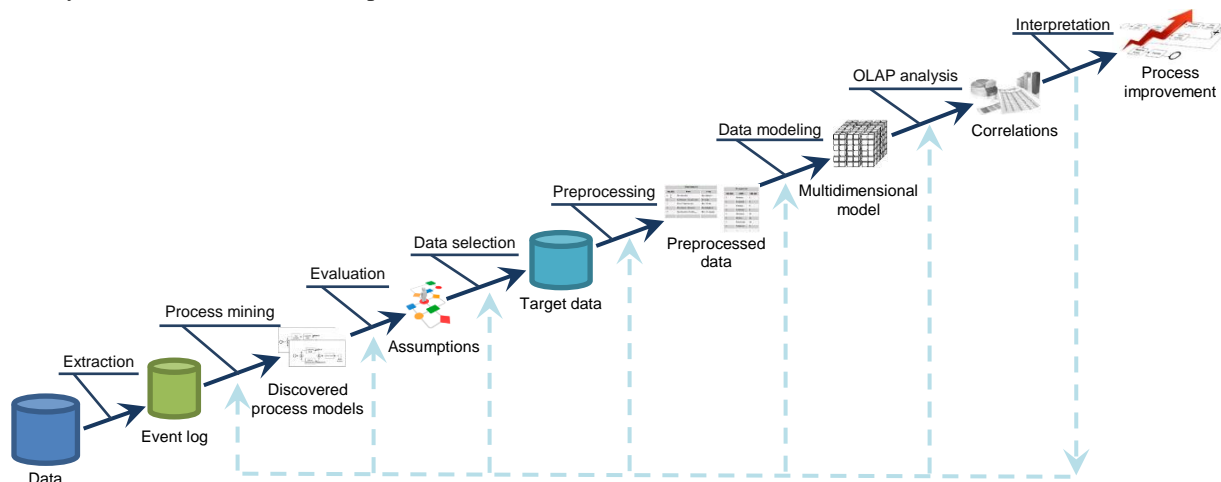 Interpretation
Process
improvement
OLAP analysis
Correlations
Data modeling
Multidimensional
model
Preprocessing
Preprocessed
data
Data selection
Target data
Evaluation
Assumptions
Process mining
Discovered
process models
Extraction
Event log
Data